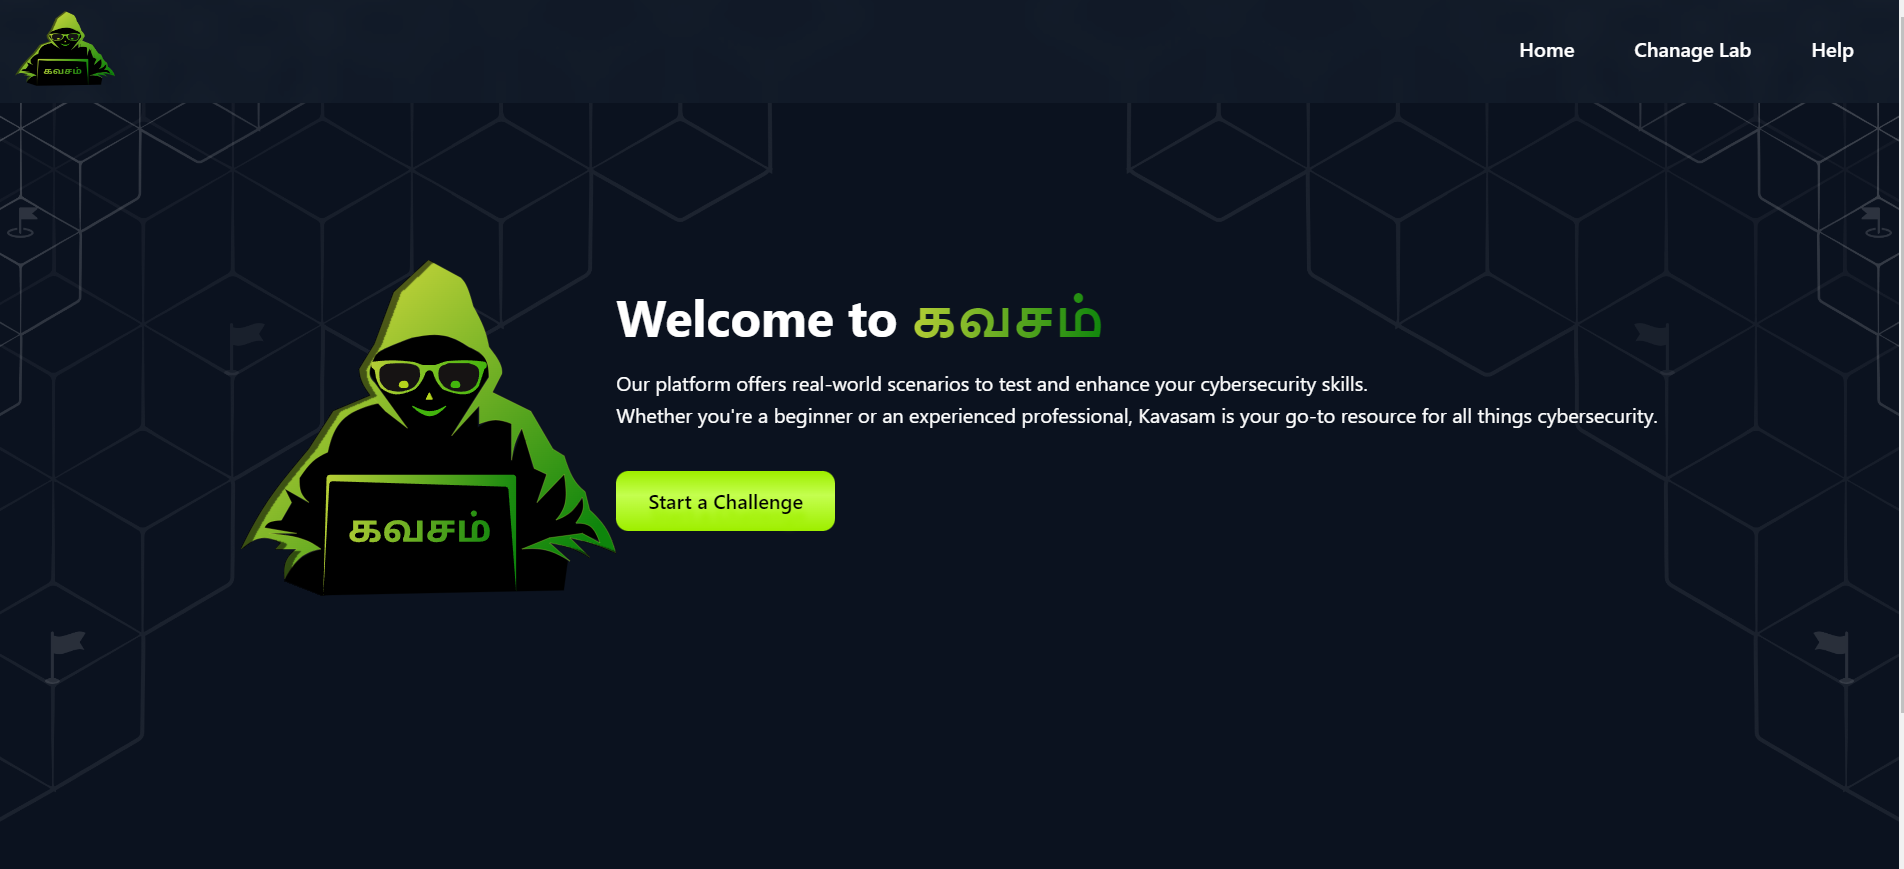 கவசம்
Home
Chanage Lab
Help
Welcome to கவசம்
Our platform offers real-world scenarios to test and enhance your cybersecurity skills.
Whether you're a beginner or an experienced professional, Kavasam is your go-to resource for all things cybersecurity.
Start a Challenge
கவசம்